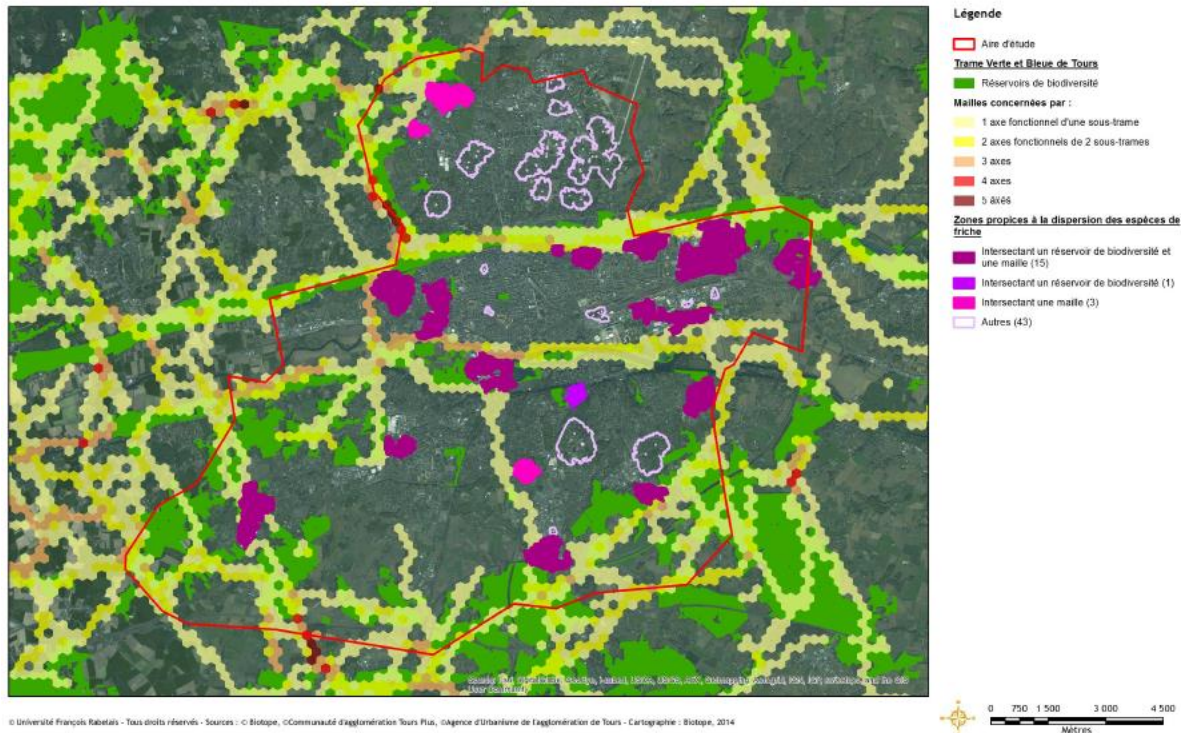 Légende
Aire d'étude
Trame Verte et Bleue de Tours
Réservoirs de biodiversité
Mailles concernées par :
1 axe fonctionnel d'une sous-trame
2 axes fonctionnels de 2 sous-trames
3 axes
4 axes
5 axes
Zones propices à la dispersion des espèces de
friche
Intersectant un réservoir de biodiversité et
une maille (15)
Intersectant un réservoir de biodiversité (1)
Intersectant une maille (3)
Autres (43)
© Université François Rabelais - Tous droits réservés - Sources : © Biotope, ©Communauté d'agglomération Tours Plus, ©Agence d'Urbanisme de l'agglomération de Tours - Cartographie : Biotope, 2014
0 750 1 500 3 000 4 500
Mètres